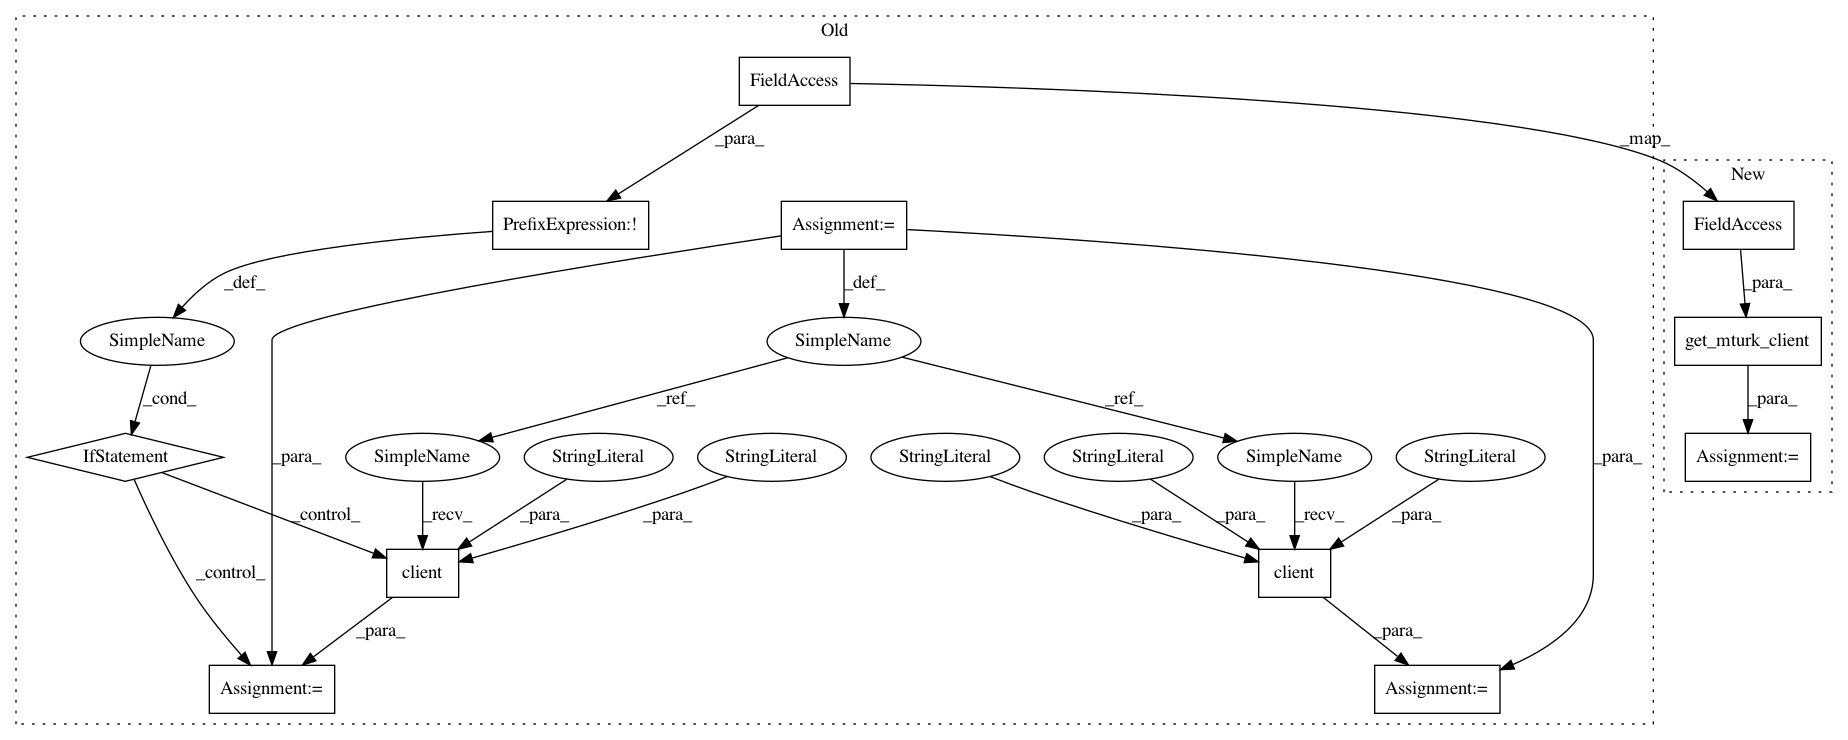 Old
FieldAccess
_para_
_map_
New
PrefixExpression:!
Assignment:=
FieldAccess
_def_
_def_
_para_
SimpleName
SimpleName
get_mturk_client
_cond_
_ref_
_ref_
_para_
IfStatement
_para_
SimpleName
StringLiteral
StringLiteral
StringLiteral
StringLiteral
SimpleName
StringLiteral
_para_
Assignment:=
_control_
_recv_
_para_
_para_
_para_
_para_
_recv_
_para_
_control_
client
client
_para_
_para_
Assignment:=
Assignment:=